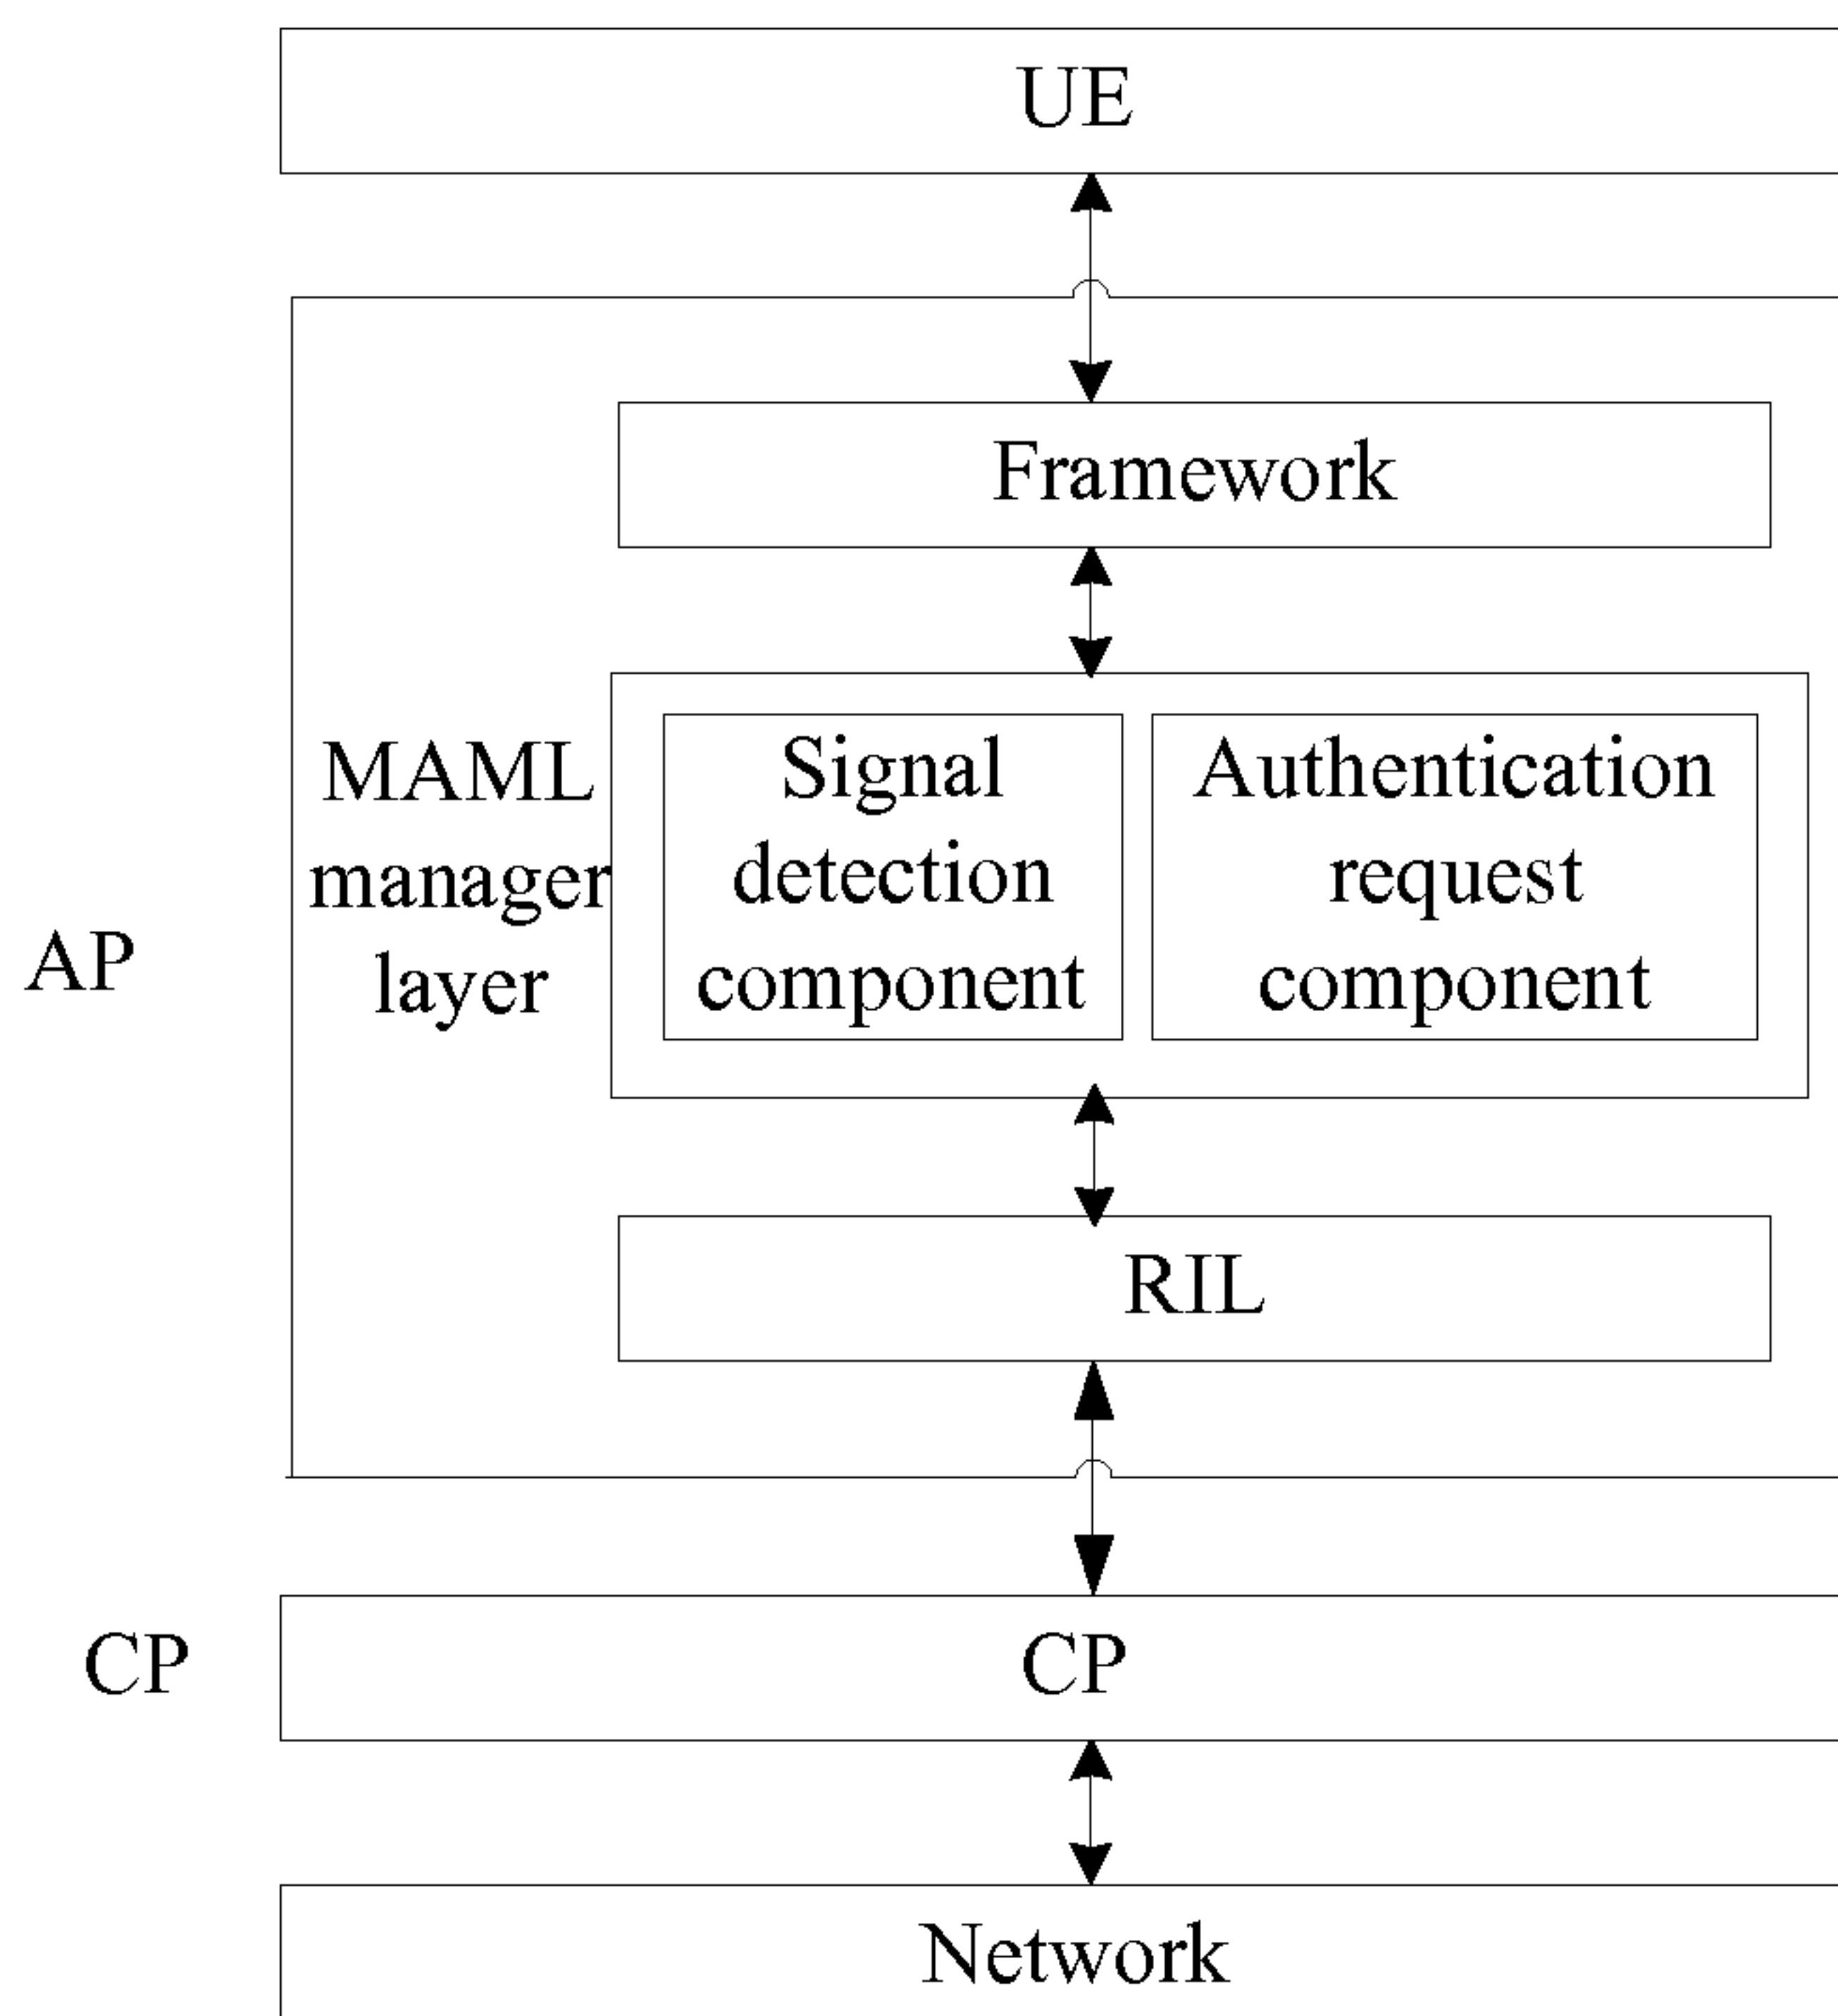 UE
Framework
MAML
manager
layer
Signal
detection
component
Authentication
request
component
AP
RIL
CP
CP
Network